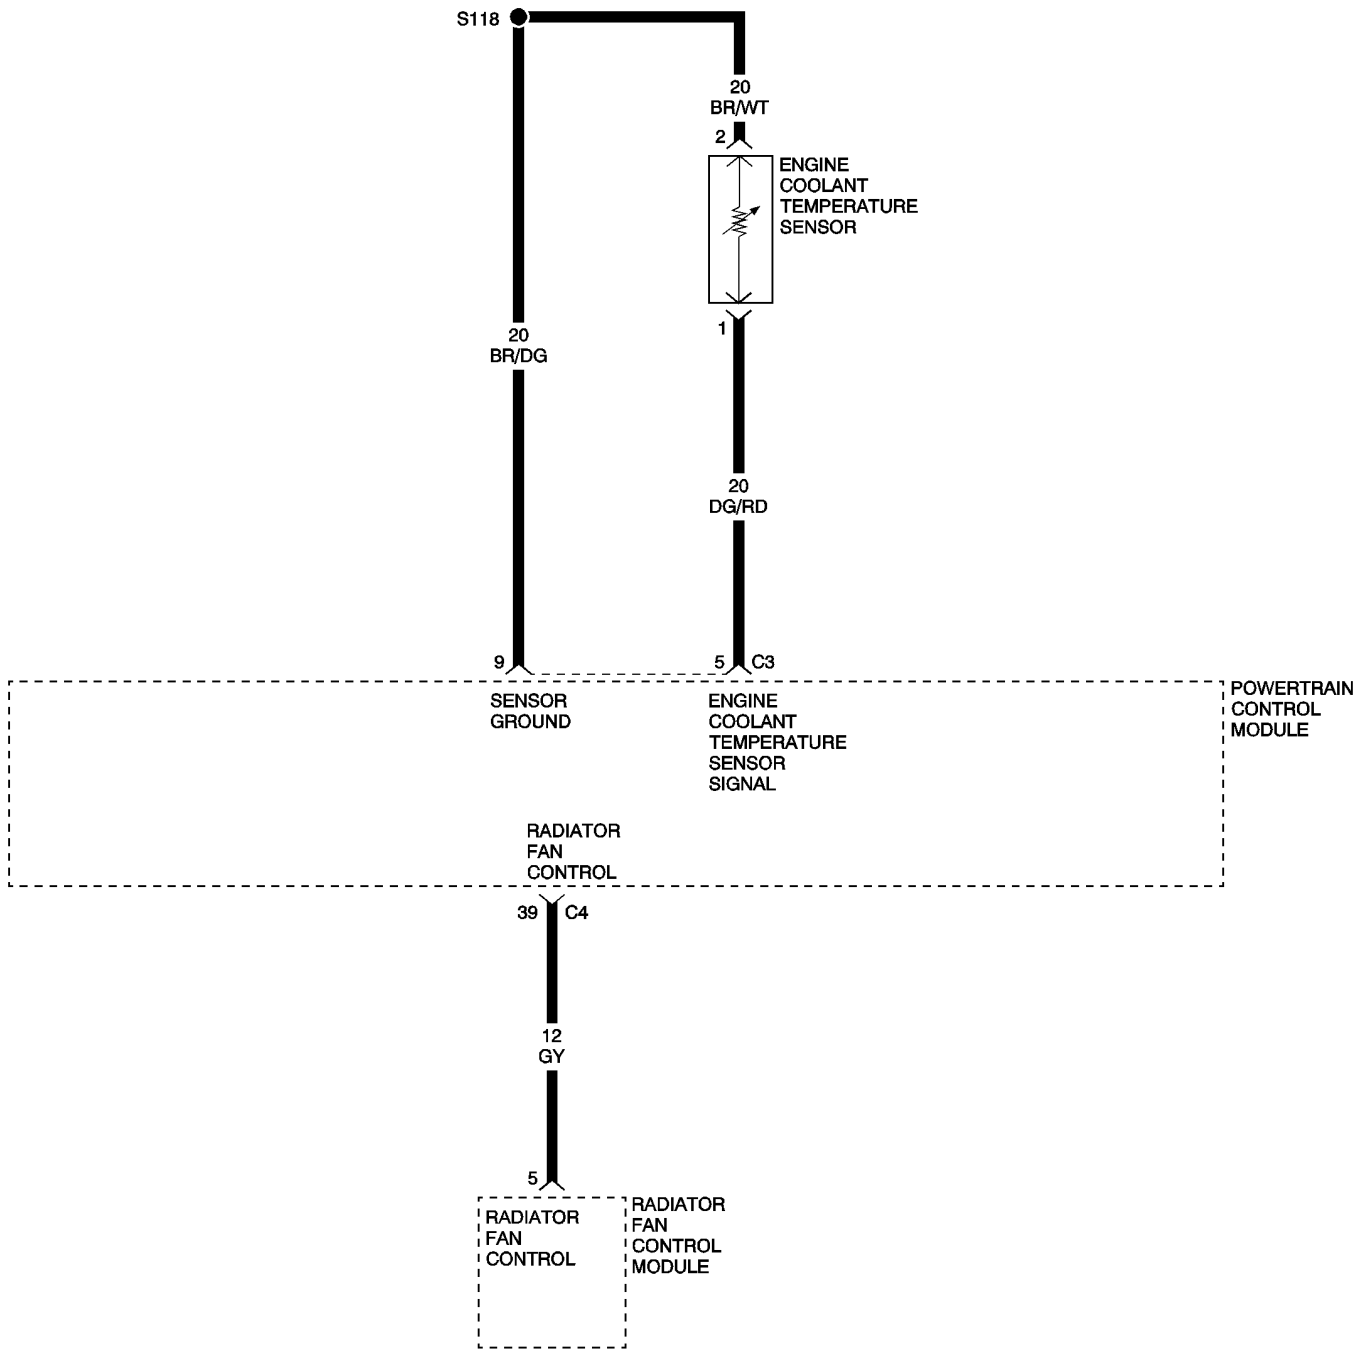 S118
20
BR/WT
2
ENGINE
COOLANT
TEMPERATURE
SENSOR
1
20
BR/DG
20
DG/RD
9
5 C3
SENSOR
GROUND
ENGINE
COOLANT
TEMPERATURE
SENSOR
SIGNAL
POWERTRAIN
CONTROL
MODULE
RADIATOR
FAN
CONTROL
39 C4
12
GY
5
RADIATOR
FAN
CONTROL
RADIATOR
FAN
CONTROL
MODULE